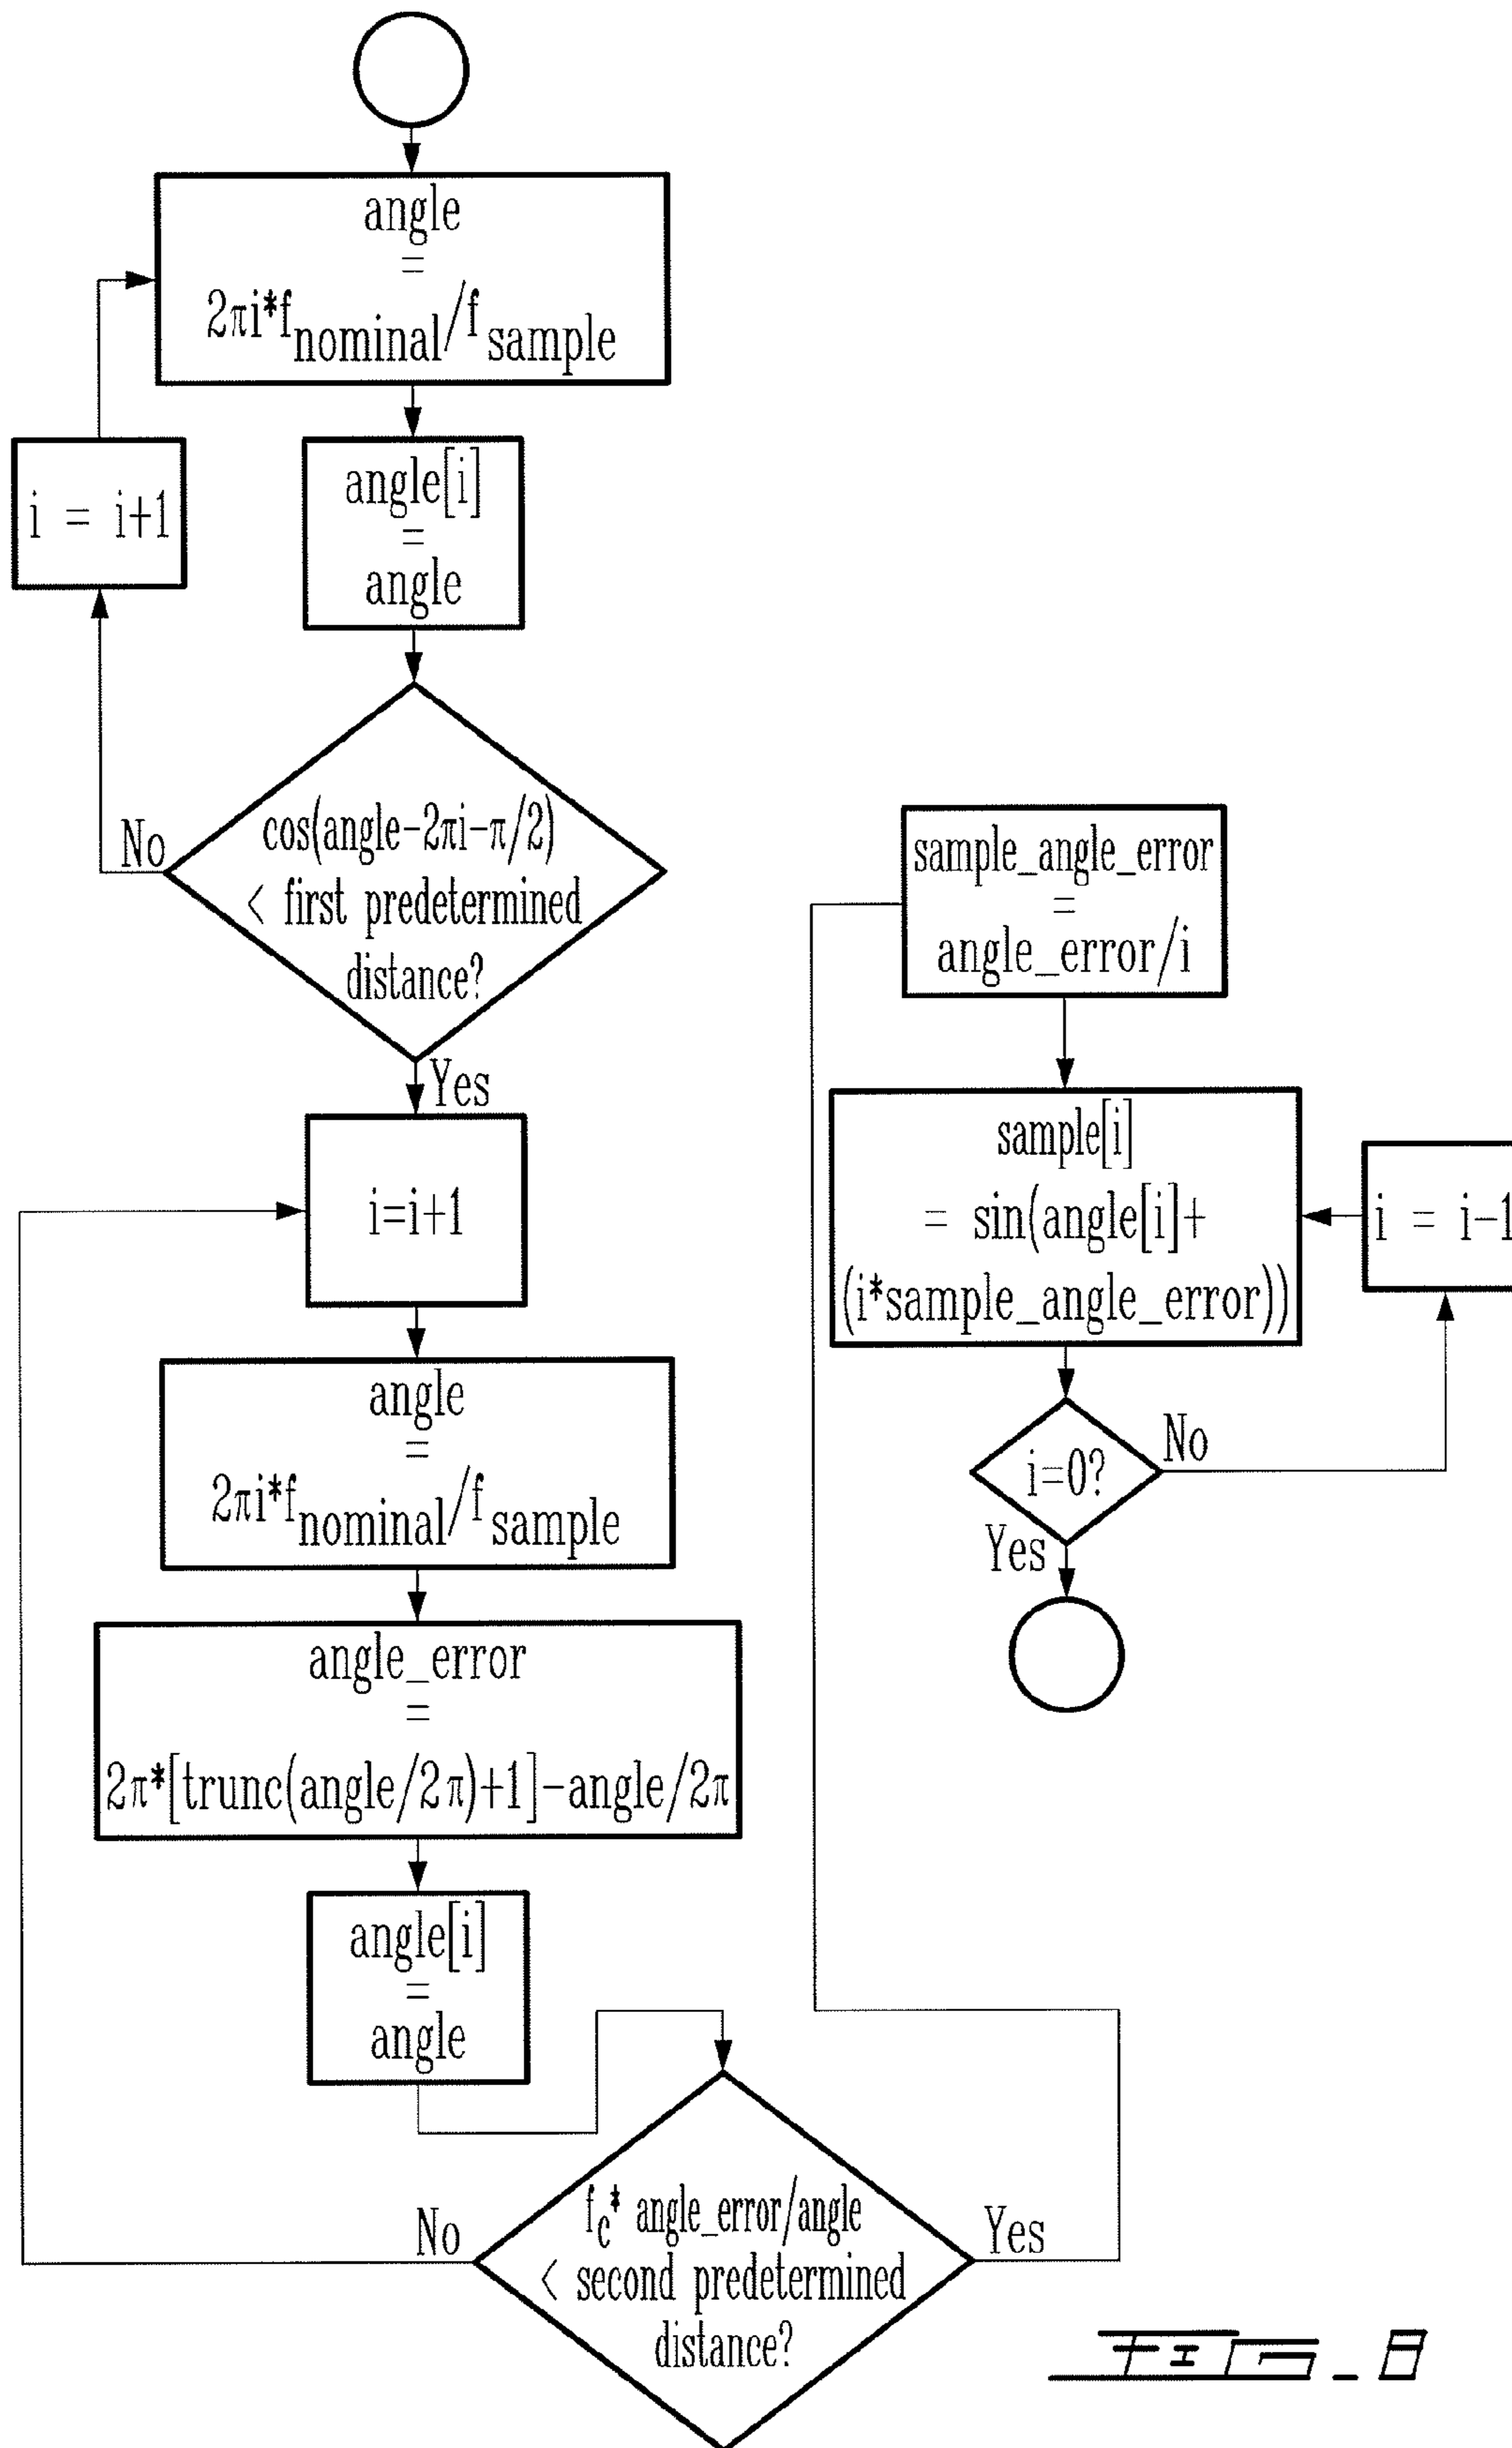 angle
=
2πi*f nominal/f sample
i = i+1
angle[i]
=
angle
No
cos(angle-2πi-π/2)
< first predetermined
distance?
Yes
i=i+1
angle
=
2πi*f nominal/f sample
angle_error
=
2π*[trunc(angle/2π)+1]-angle/2π
angle[i]
=
angle
No
f c* angle_error/angle
< second predetermined
distance?
Yes
sample_angle_error
=
angle_error/i
sample[i]
= sin(angle[i]+
(i*sample_angle_error))
i = i-1
i=0?
No
Yes
FIG_8